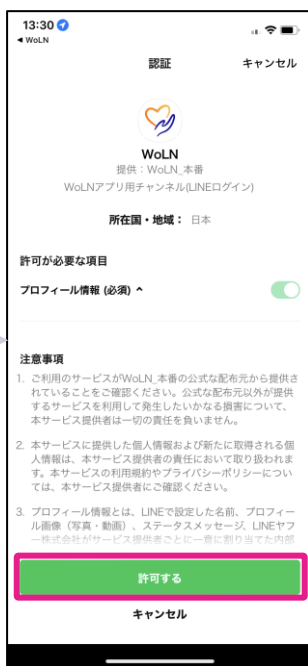 13:30
◀ WoLN
認証
キャンセル
WoLN
提供：WoLN_本番
WoLNアプリ用チャンネル(LINEログイン)
所在国・地域： 日本
許可が必要な項目
プロフィール情報 (必須)
注意事項
1. ご利用のサービスがWoLN_本番の公式な配布元から提供さ
れていることをご確認ください。公式な配布元以外が提供
するサービスを利用して発生したいかなる損害について、
本サービス提供者は一切の責任を負いません。
2. 本サービスに提供した個人情報および新たに取得される個
人情報は、本サービス提供者の責任において取り扱われま
す。本サービスの利用規約やプライバシーポリシーについ
ては、本サービス提供者にご確認ください。
3. プロフィール情報とは、LINEで設定した名前、プロフィー
ル画像（写真・動画）、ステータスメッセージ、LINEヤフ
ー株式会社がサービス提供者ごとに一意に割り当てた内部
許可する
キャンセル